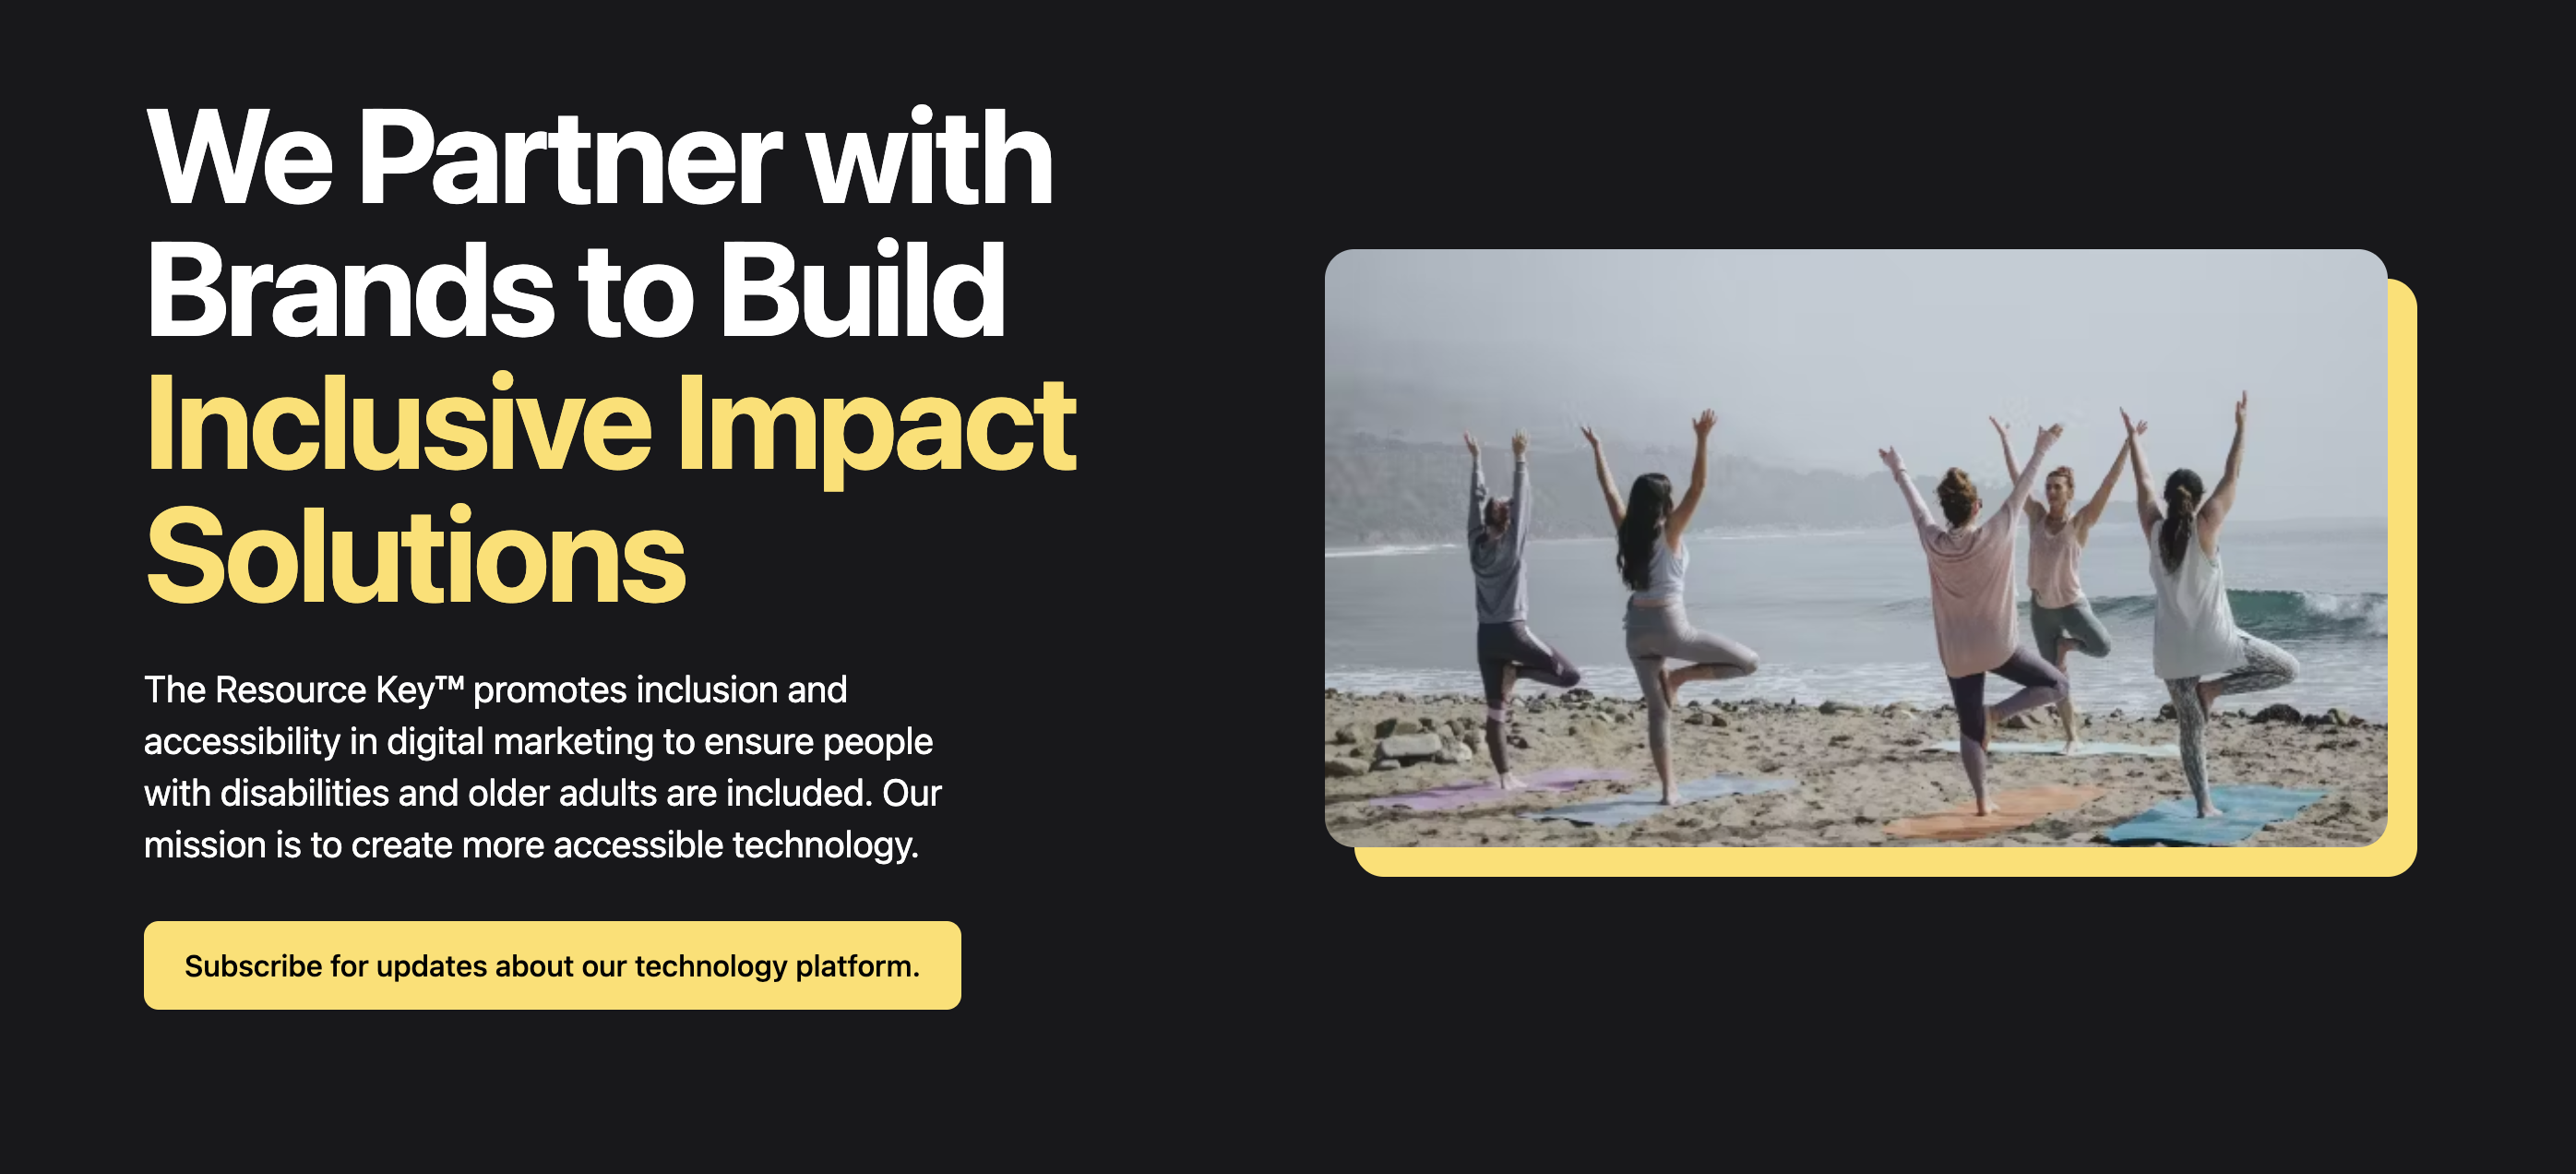 We Partner with
Brands to Build
Inclusive Impact
Solutions
The Resource Key™ promotes inclusion and
accessibility in digital marketing to ensure people
with disabilities and older adults are included. Our
mission is to create more accessible technology.
Subscribe for updates about our technology platform.